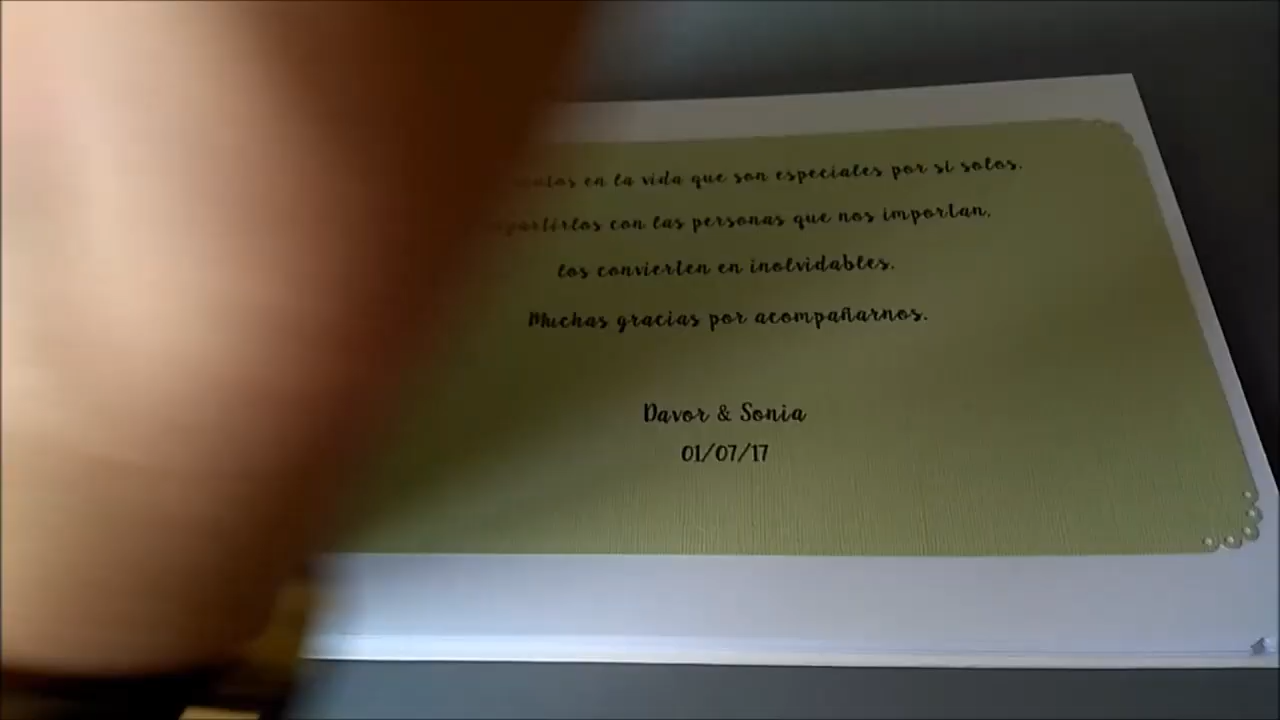 en la vida que son especiales por si solos.
con las personas que nos importan,
los convierten en inolvidables.
Muchas gracias por acompañarnos.
Davor & Sonia
01/07/17